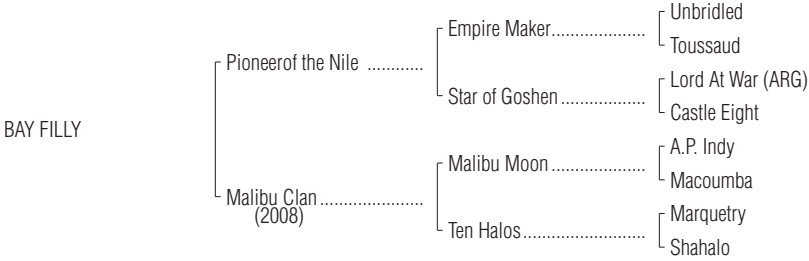 Unbridled
Empire Maker.....................
Toussaud
Pioneerof the Nile ............
Lord At War (ARG)
Star of Goshen...................
Castle Eight
BAY FILLY
A.P. Indy
Malibu Moon .....................
Macoumba
Malibu Clan .......................
(2008)
Marquetry
Ten Halos...........................
Shahalo